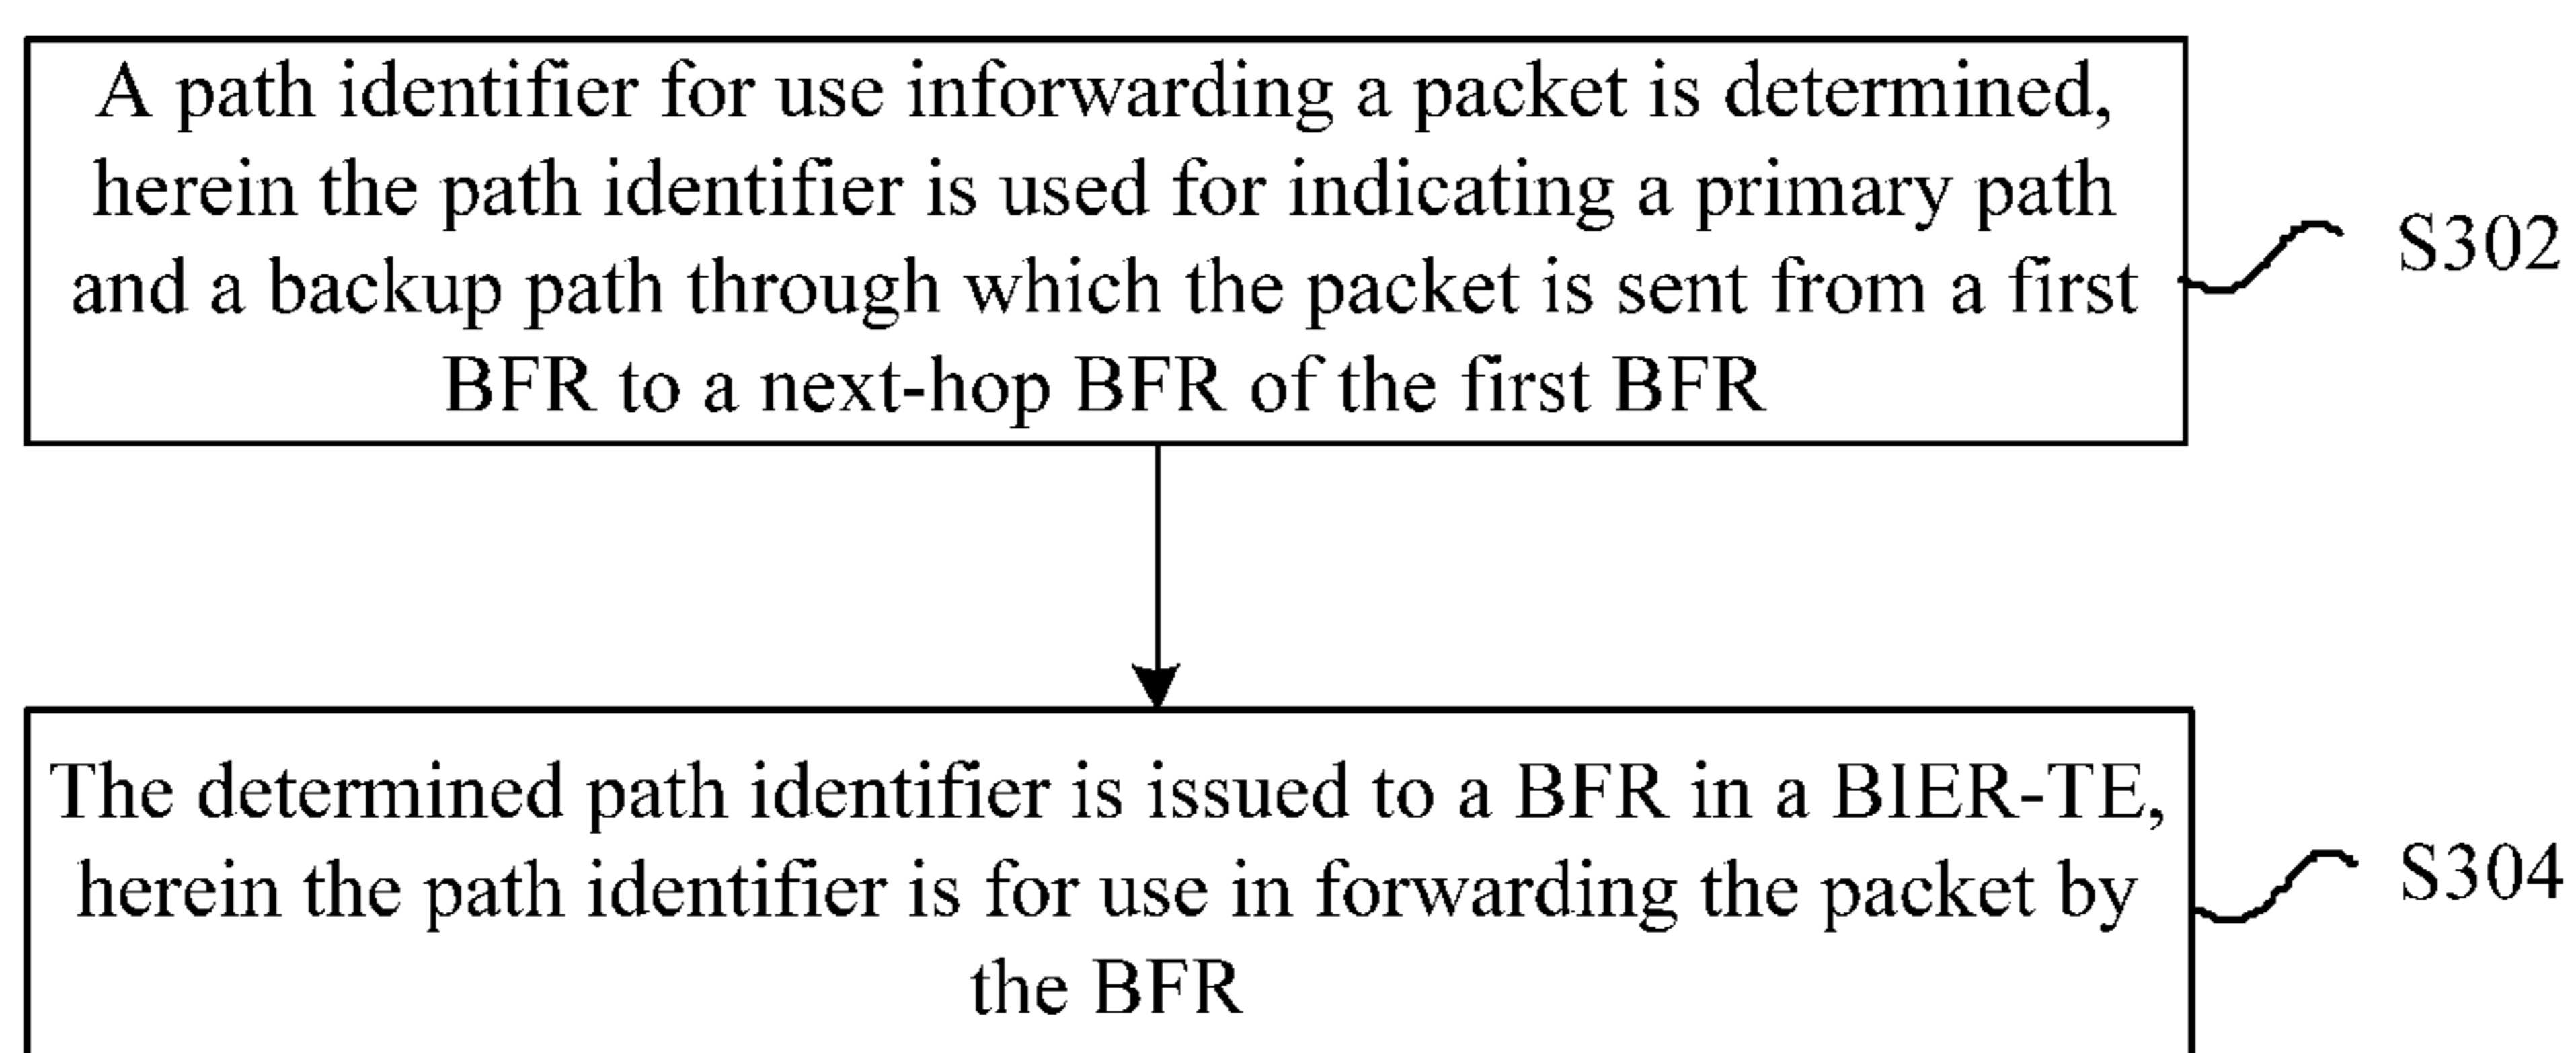 A path identifier for use inforwarding a packet is determined,
herein the path identifier is used for indicating a primary path
and a backup path through which the packet is sent from a first
BFR to a next-hop BFR of the first BFR
S302
The determined path identifier is issued to a BFR in a BIER-TE,
herein the path identifier is for use in forwarding the packet by
the BFR
S304